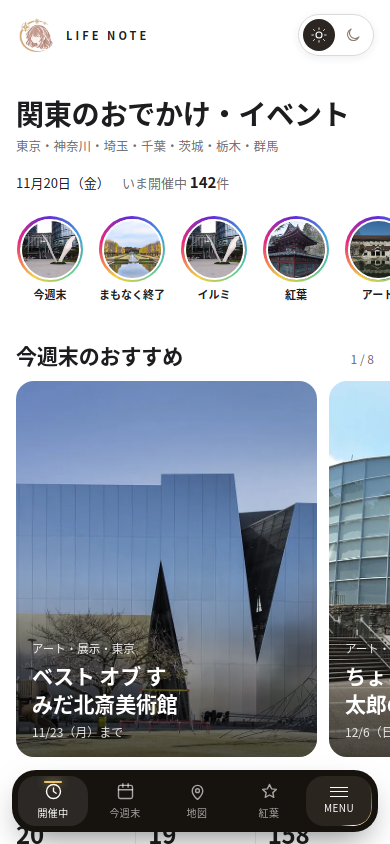 LIFE NOTE
関東のおでかけ・イベント
東京・神奈川・埼玉・千葉・茨城・栃木・群馬
11月20日（金） いま開催中 142件
今週末 まもなく終了 イルミ 紅葉 アート
今週末のおすすめ 1 / 8
アート・展示・東京
ベスト オブ す
みだ北斎美術館
11/23（月）まで
アート・
ちょ
太郎
12/6（日
開催中 今週末 地図 紅葉 MENU
20 19 158